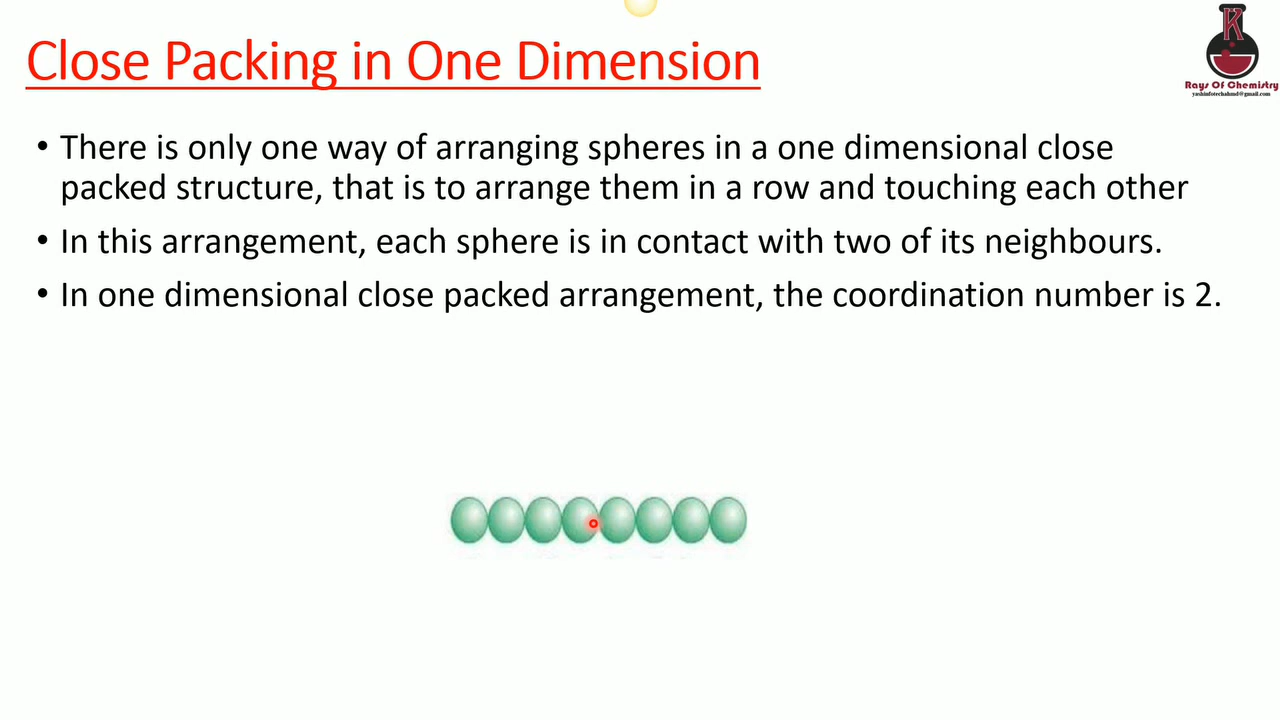 Close Packing in One Dimension
K
Rays Of Chemistry
yashinfotechahmd@gmail.com
• There is only one way of arranging spheres in a one dimensional close
packed structure, that is to arrange them in a row and touching each other
• In this arrangement, each sphere is in contact with two of its neighbours.
• In one dimensional close packed arrangement, the coordination number is 2.